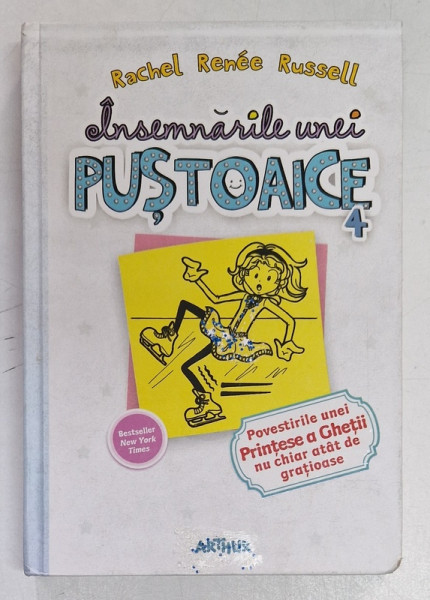 Rachel Renée Russell
Însemnările unei
PUȘTOAICE
4
Bestseller
New York
Times
Povestirile unei
Prințese a Gheții
nu chiar atât de
grațioase
ARTHUR